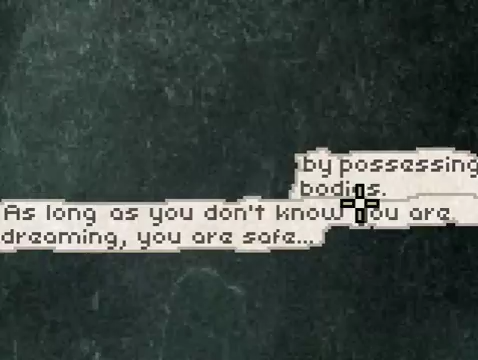 by possessing
bodies.
As long as you don't know you are
dreaming, you are safe...